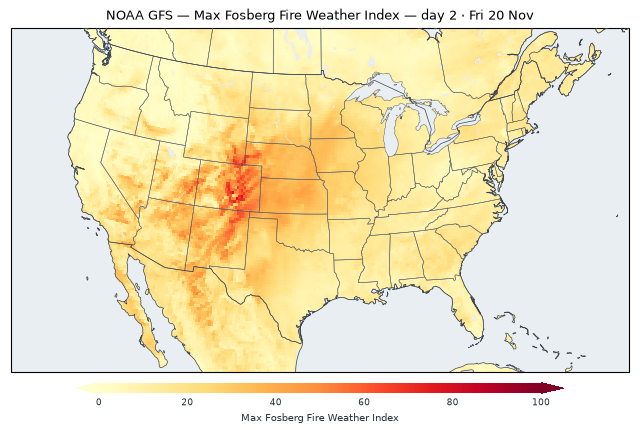 NOAA GFS — Max Fosberg Fire Weather Index — day 2 · Fri 20 Nov
0 20 40 60 80 100
Max Fosberg Fire Weather Index